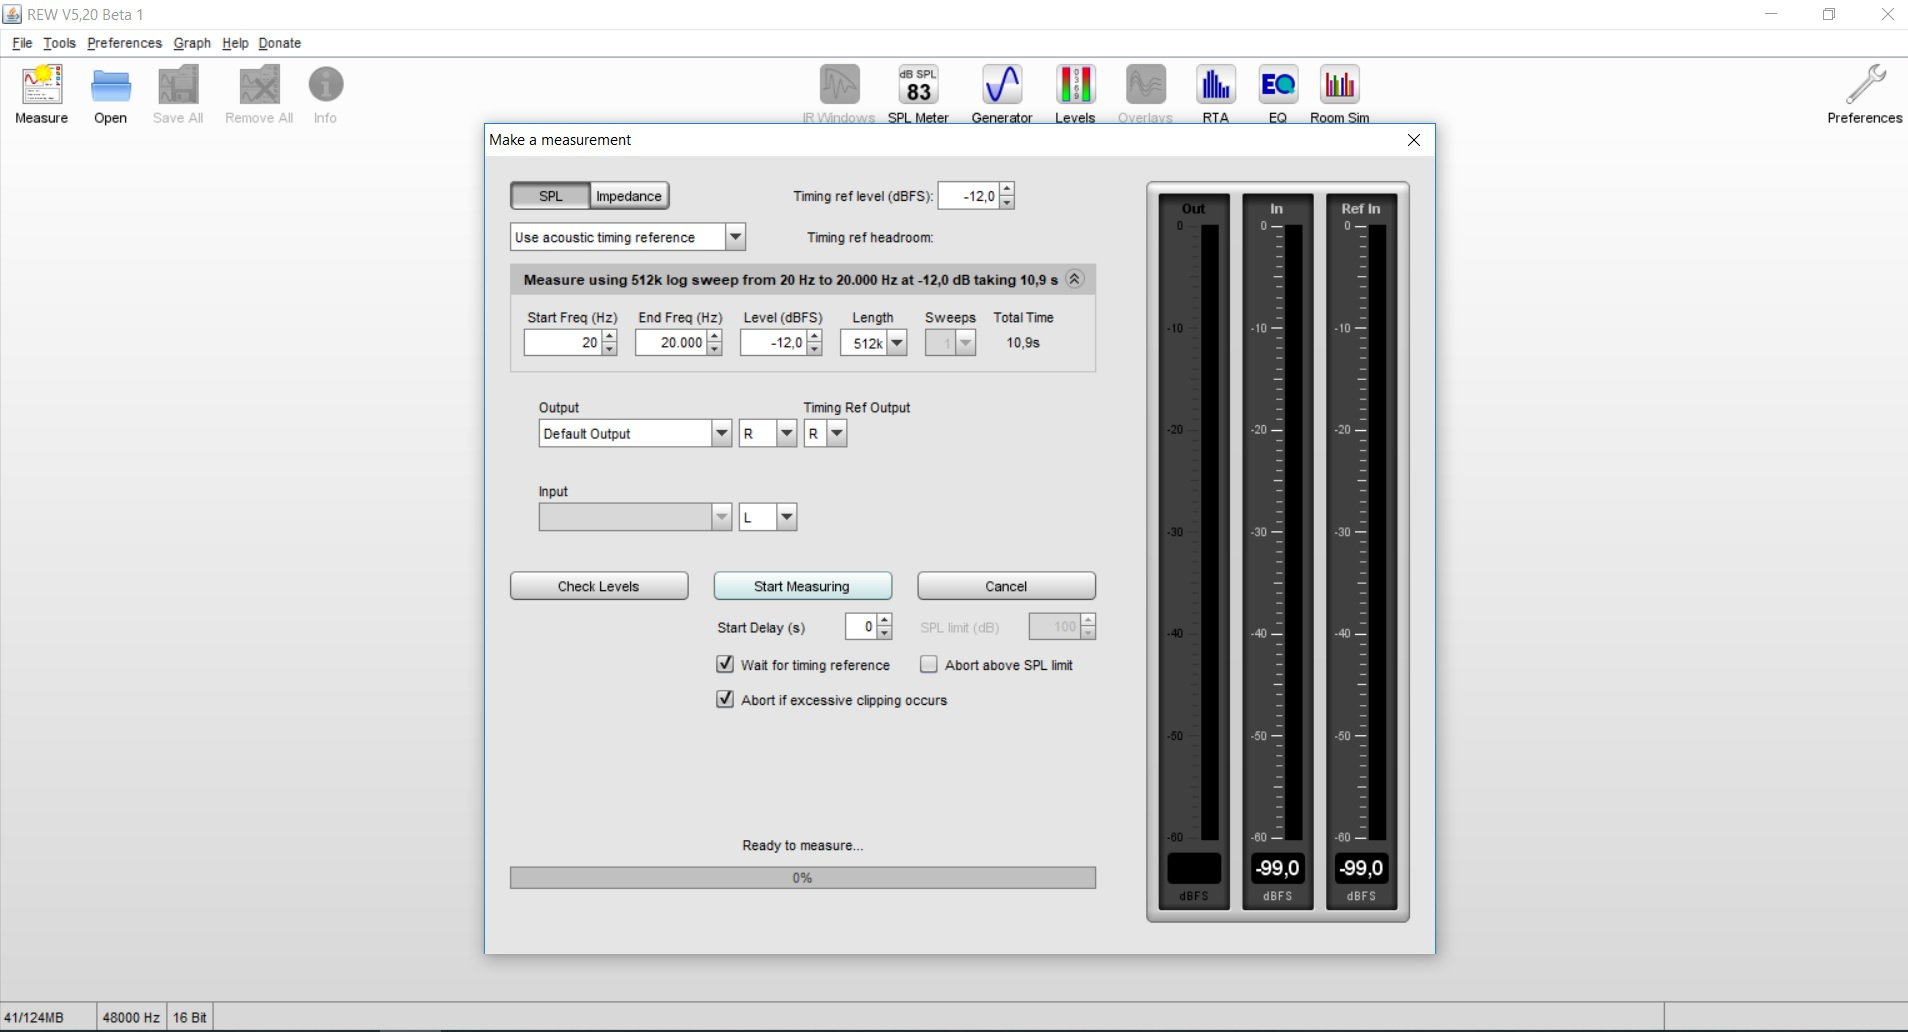 REW V5,20 Beta 1
File Tools Preferences Graph Help Donate
Measure Open Save All Remove All Info IR Windows dB SPL 83 SPL Meter Generator 0 3 6 9 Levels Overlays RTA EQ EQ Room Sim Preferences
Make a measurement
SPL Impedance Timing ref level (dBFS): -12,0
Use acoustic timing reference Timing ref headroom:
Measure using 512k log sweep from 20 Hz to 20.000 Hz at -12,0 dB taking 10,9 s
Start Freq (Hz) End Freq (Hz) Level (dBFS) Length Sweeps Total Time
20 20.000 -12,0 512k 1 10,9s
Output Timing Ref Output
Default Output R R
Input
L
Check Levels Start Measuring Cancel
Start Delay (s) 0 SPL limit (dB) 100
Wait for timing reference Abort above SPL limit
Abort if excessive clipping occurs
Ready to measure...
0%
Out In Ref In
0 0 0
-10 -10 -10
-20 -20 -20
-30 -30 -30
-40 -40 -40
-50 -50 -50
-60 -60 -60
-99,0 -99,0
dBFS dBFS dBFS
41/124MB 48000 Hz 16 Bit